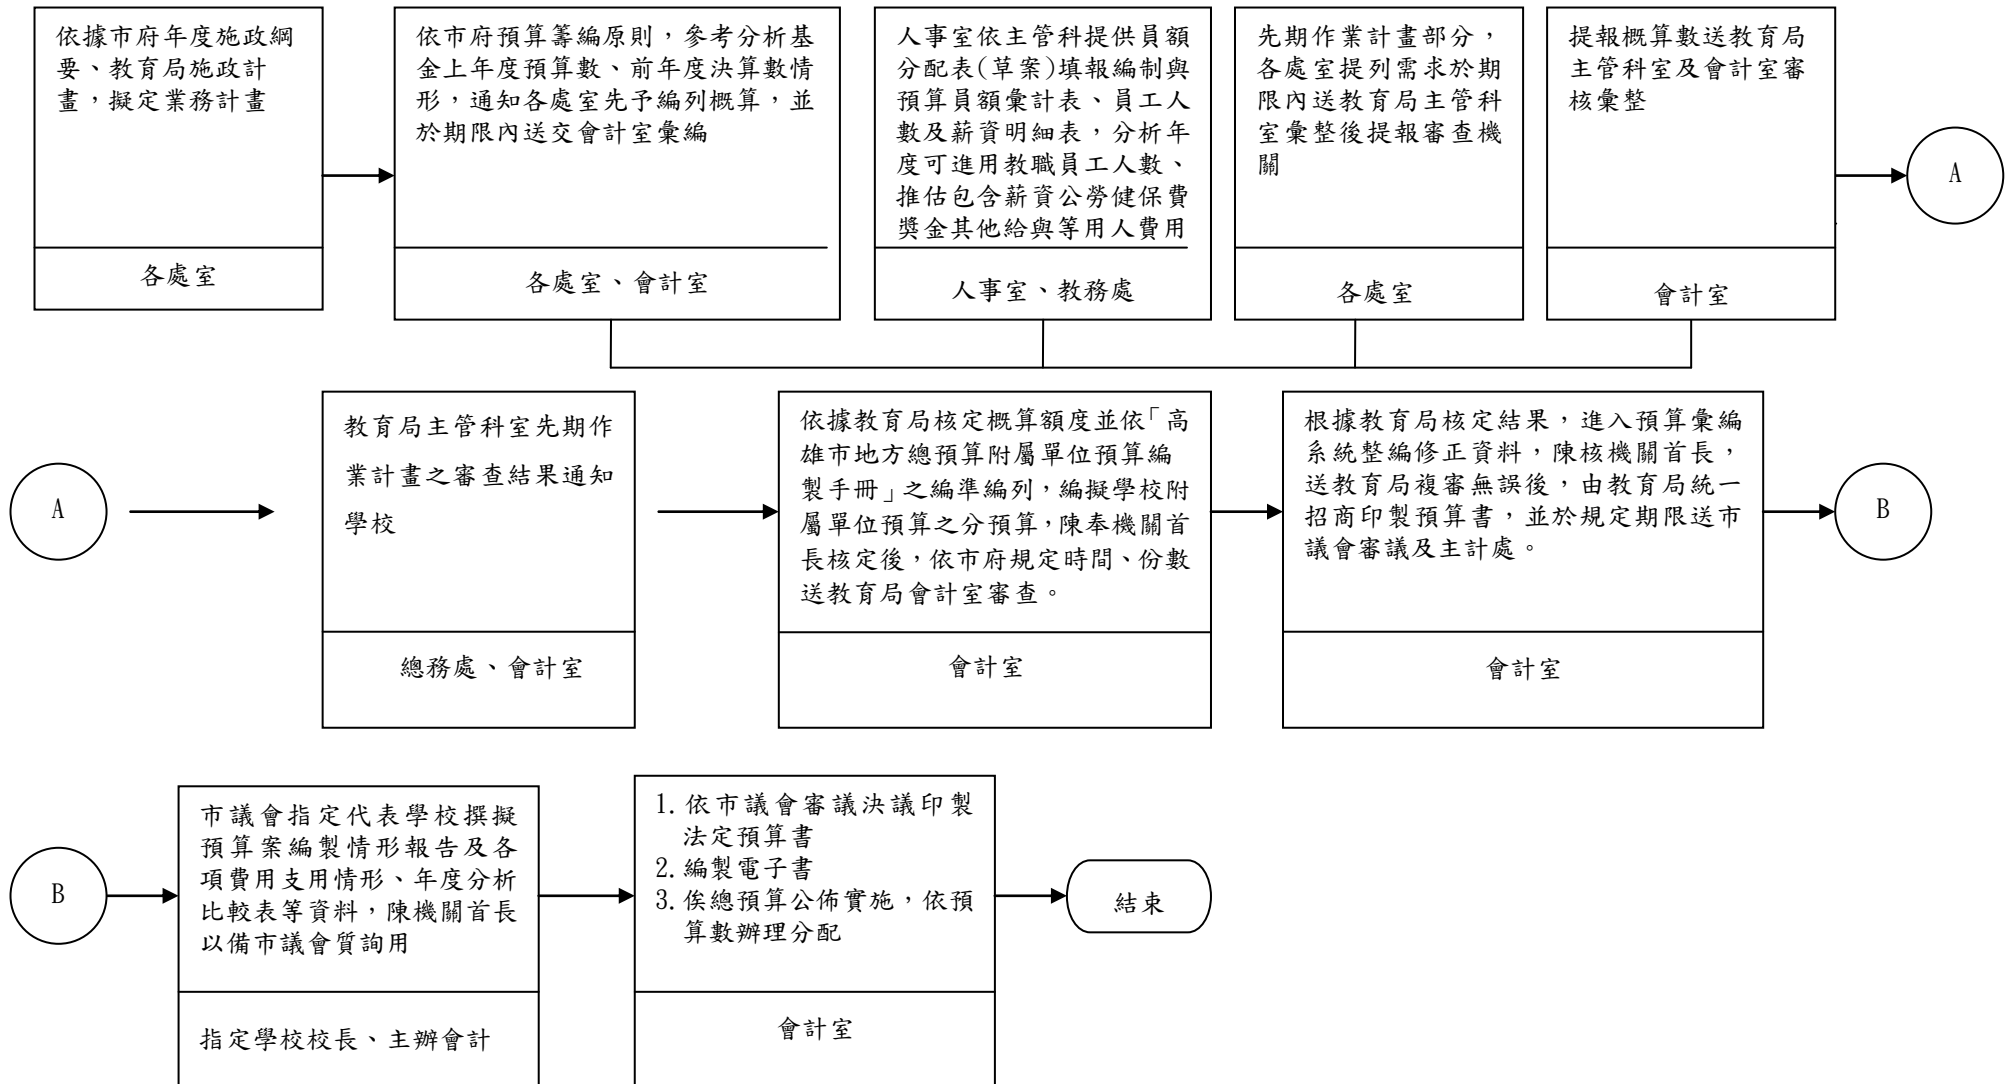 依據市府年度施政綱
要、教育局施政計
畫，擬定業務計畫
各處室
依市府預算籌編原則，參考分析基
金上年度預算數、前年度決算數情
形，通知各處室先予編列概算，並
於期限內送交會計室彙編
各處室、會計室
人事室依主管科提供員額
分配表(草案)填報編制與
預算員額彙計表、員工人
數及薪資明細表，分析年
度可進用教職員工人數、
推估包含薪資公勞健保費
獎金其他給與等用人費用
人事室、教務處
先期作業計畫部分，
各處室提列需求於期
限內送教育局主管科
室彙整後提報審查機
關
各處室
提報概算數送教育局
主管科室及會計室審
核彙整
會計室
A
A
教育局主管科室先期作
業計畫之審查結果通知
學校
總務處、會計室
依據教育局核定概算額度並依「高
雄市地方總預算附屬單位預算編
製手冊」之編準編列，編擬學校附
屬單位預算之分預算，陳奉機關首
長核定後，依市府規定時間、份數
送教育局會計室審查。
會計室
根據教育局核定結果，進入預算彙編
系統整編修正資料，陳核機關首長，
送教育局複審無誤後，由教育局統一
招商印製預算書，並於規定期限送市
議會審議及主計處。
會計室
B
B
市議會指定代表學校撰擬
預算案編製情形報告及各
項費用支用情形、年度分析
比較表等資料，陳機關首長
以備市議會質詢用
指定學校校長、主辦會計
1.依市議會審議決議印製
法定預算書
2.編製電子書
3.俟總預算公佈實施，依預
算數辦理分配
會計室
結束